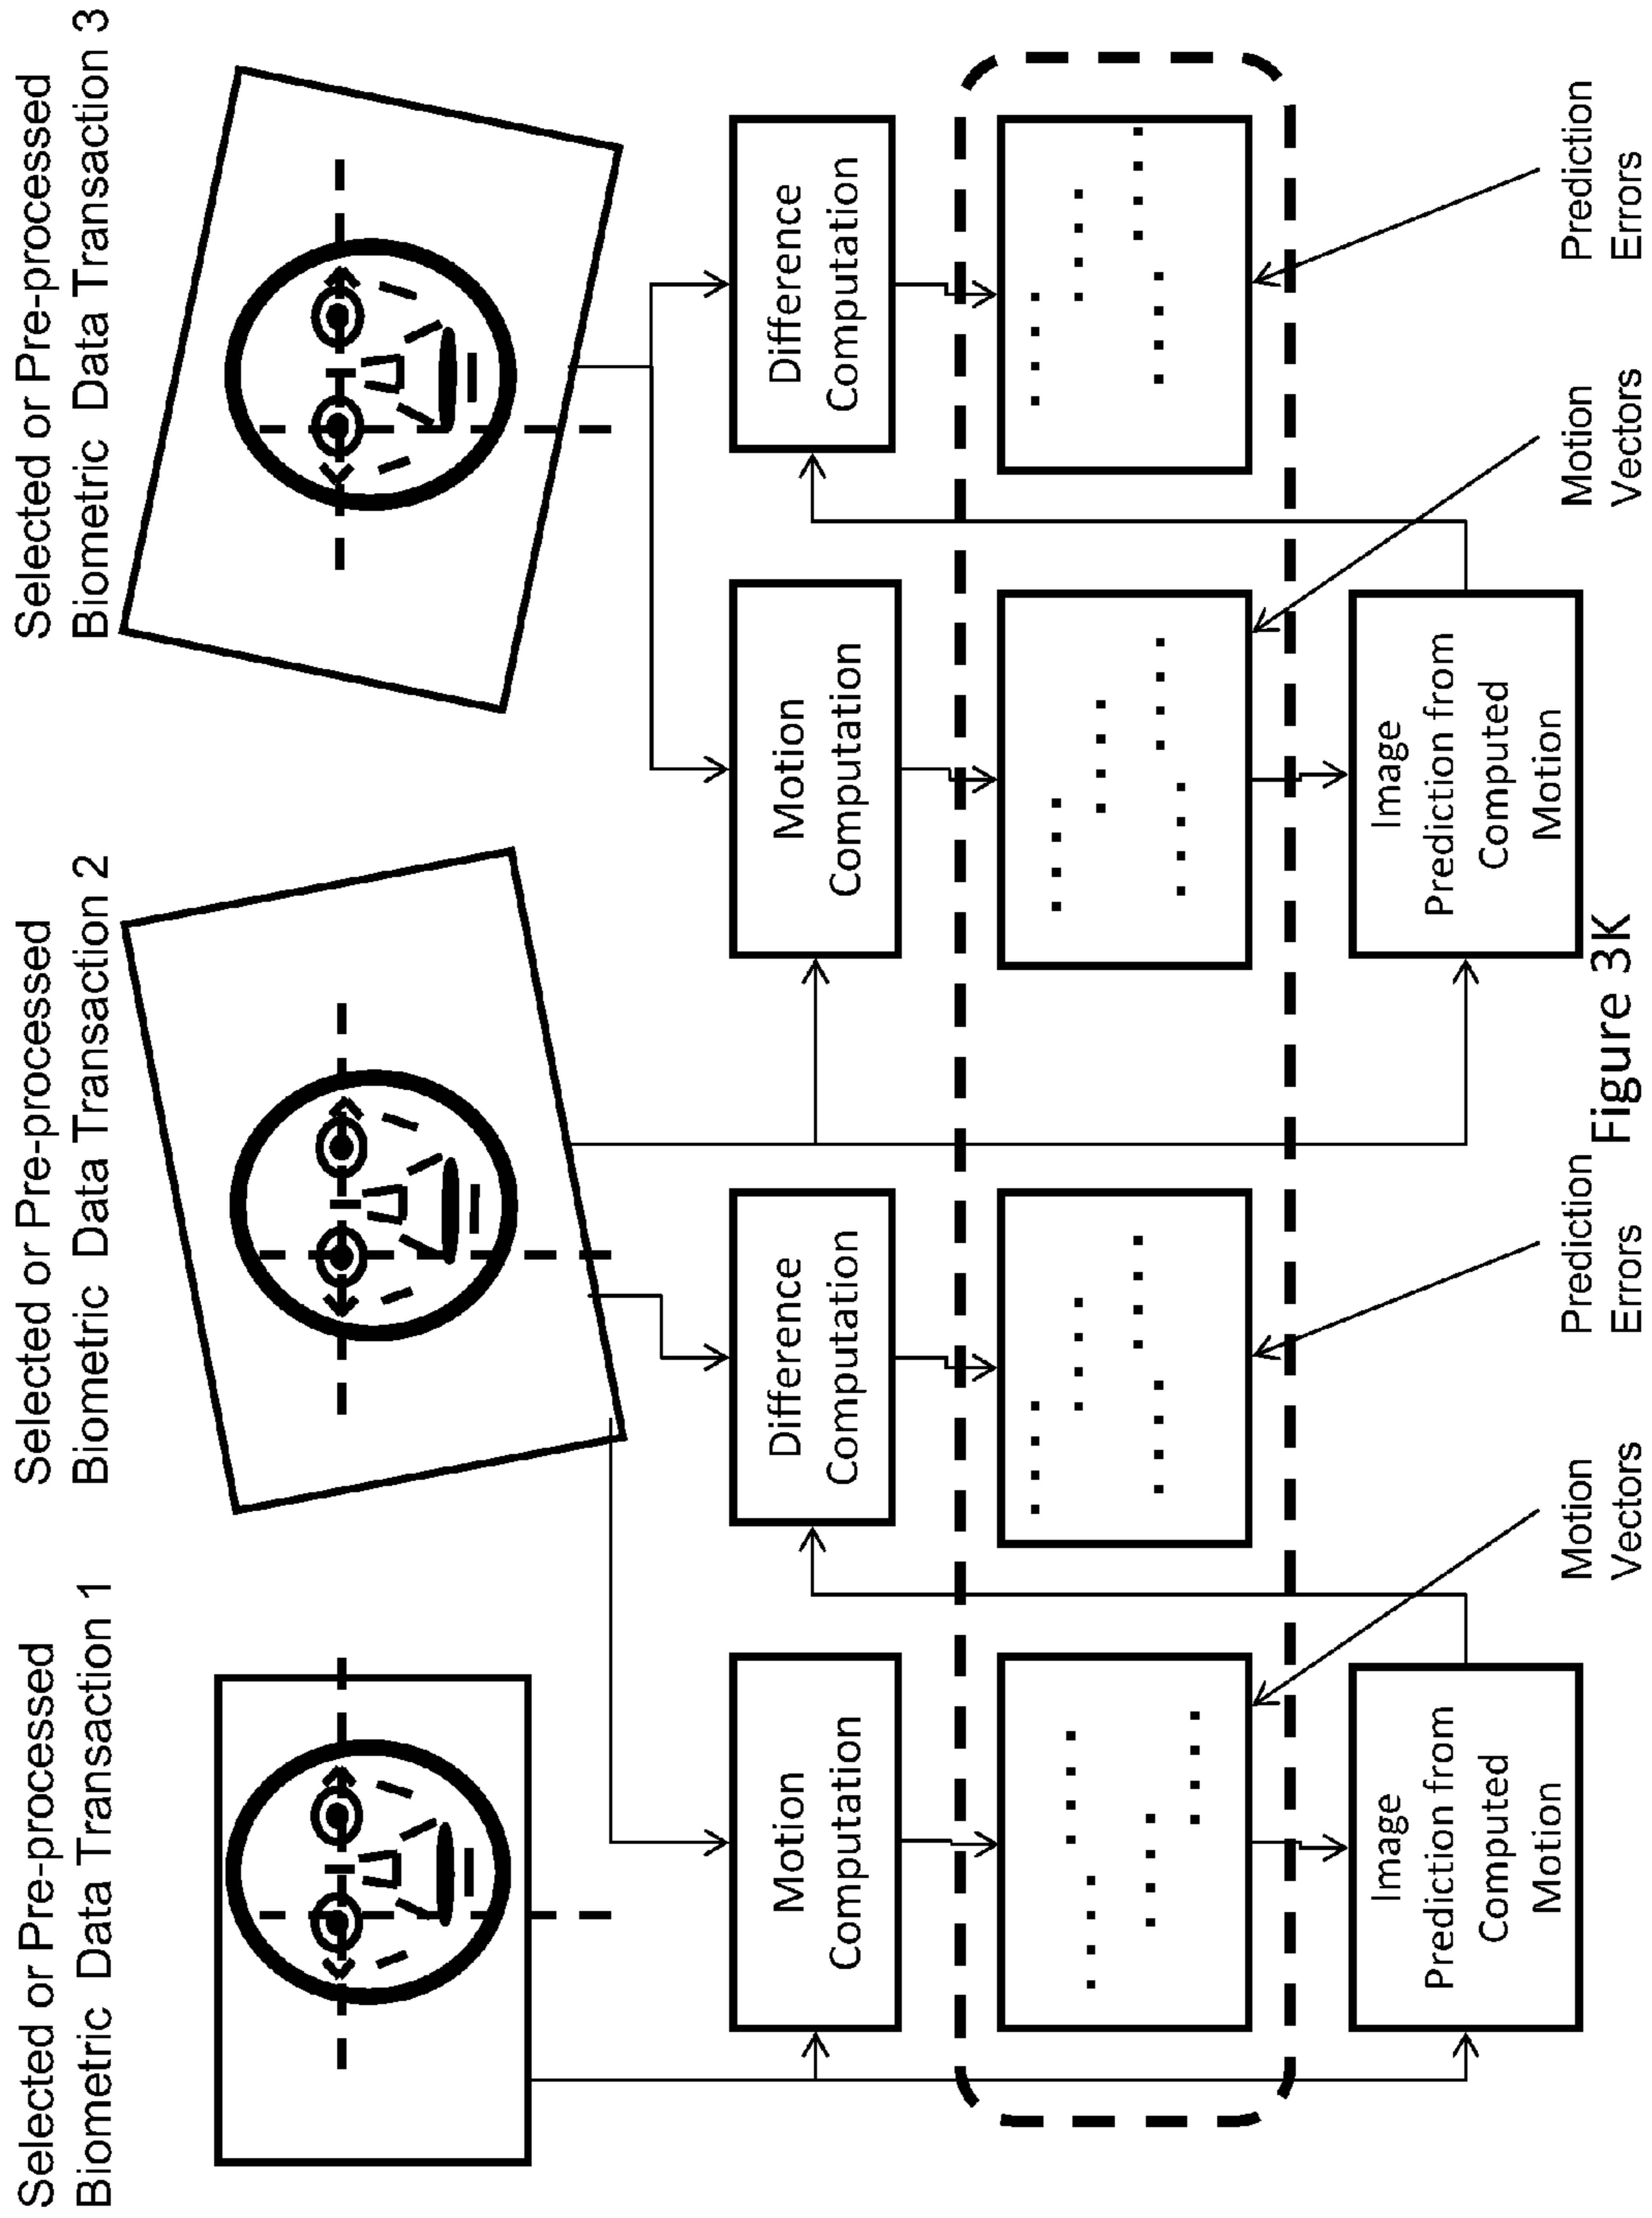 Selected or Pre-processed
Biometric Data Transaction 1
Selected or Pre-processed
Biometric Data Transaction 2
Selected or Pre-processed
Biometric Data Transaction 3
Motion
Computation
Difference
Computation
Motion
Computation
Difference
Computation
Image
Prediction from
Computed
Motion
Image
Prediction from
Computed
Motion
Motion
Vectors
Prediction
Errors
Motion
Vectors
Prediction
Errors
Figure 3K